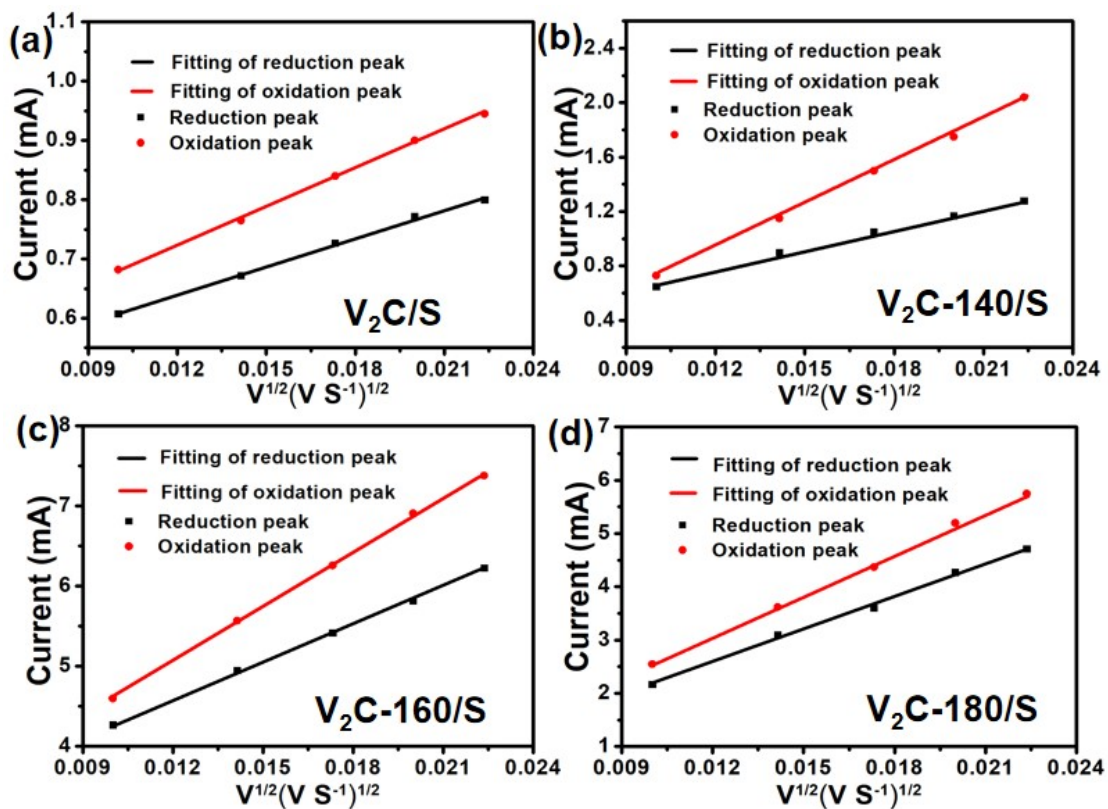 (a)
1.1
1.0
0.9
0.8
0.7
0.6
Current (mA)
Fitting of reduction peak
Fitting of oxidation peak
Reduction peak
Oxidation peak
V₂C/S
0.009 0.012 0.015 0.018 0.021 0.024
V¹/²(V S⁻¹)¹/²
(b)
2.4
2.0
1.6
1.2
0.8
0.4
Current (mA)
Fitting of reduction peak
Fitting of oxidation peak
Reduction peak
Oxidation peak
V₂C-140/S
0.009 0.012 0.015 0.018 0.021 0.024
V¹/²(V S⁻¹)¹/²
(c)
8
7
6
5
4
Current (mA)
Fitting of reduction peak
Fitting of oxidation peak
Reduction peak
Oxidation peak
V₂C-160/S
0.009 0.012 0.015 0.018 0.021 0.024
V¹/²(V S⁻¹)¹/²
(d)
7
6
5
4
3
2
1
Current (mA)
Fitting of reduction peak
Fitting of oxidation peak
Reduction peak
Oxidation peak
V₂C-180/S
0.009 0.012 0.015 0.018 0.021 0.024
V¹/²(V S⁻¹)¹/²